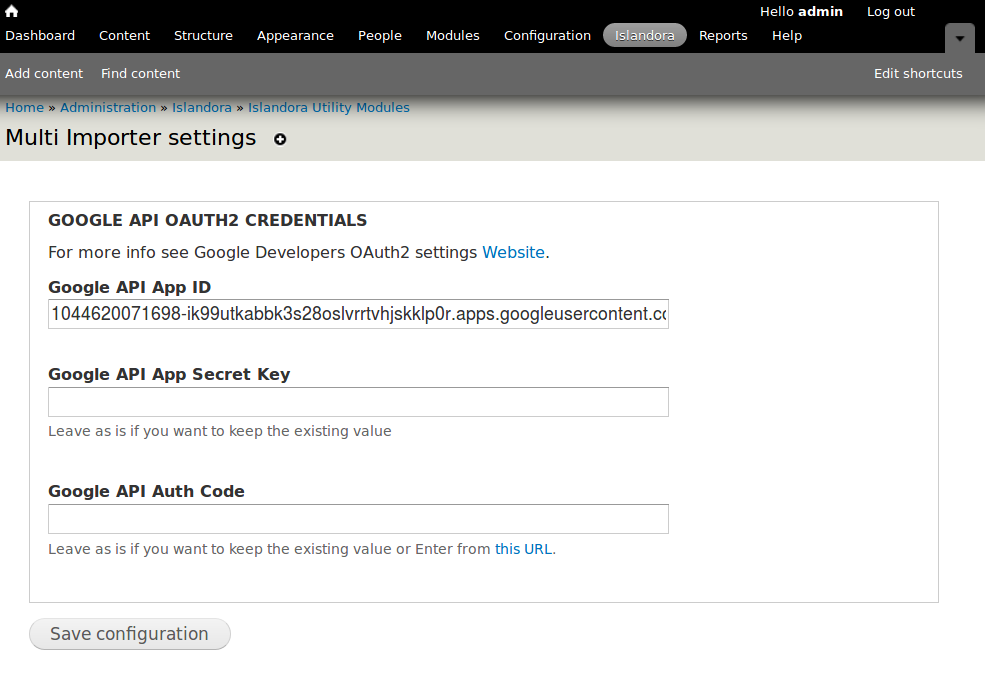 Hello admin Log out
Dashboard Content Structure Appearance People Modules Configuration Islandora Reports Help
Add content Find content Edit shortcuts
Home » Administration » Islandora » Islandora Utility Modules
Multi Importer settings
GOOGLE API OAUTH2 CREDENTIALS
For more info see Google Developers OAuth2 settings Website.
Google API App ID
1044620071698-ik99utkabbk3s28oslvrrtvhjskklp0r.apps.googleusercontent.co
Google API App Secret Key
Leave as is if you want to keep the existing value
Google API Auth Code
Leave as is if you want to keep the existing value or Enter from this URL.
Save configuration